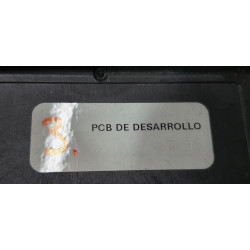 PCB DE DESARROLLO